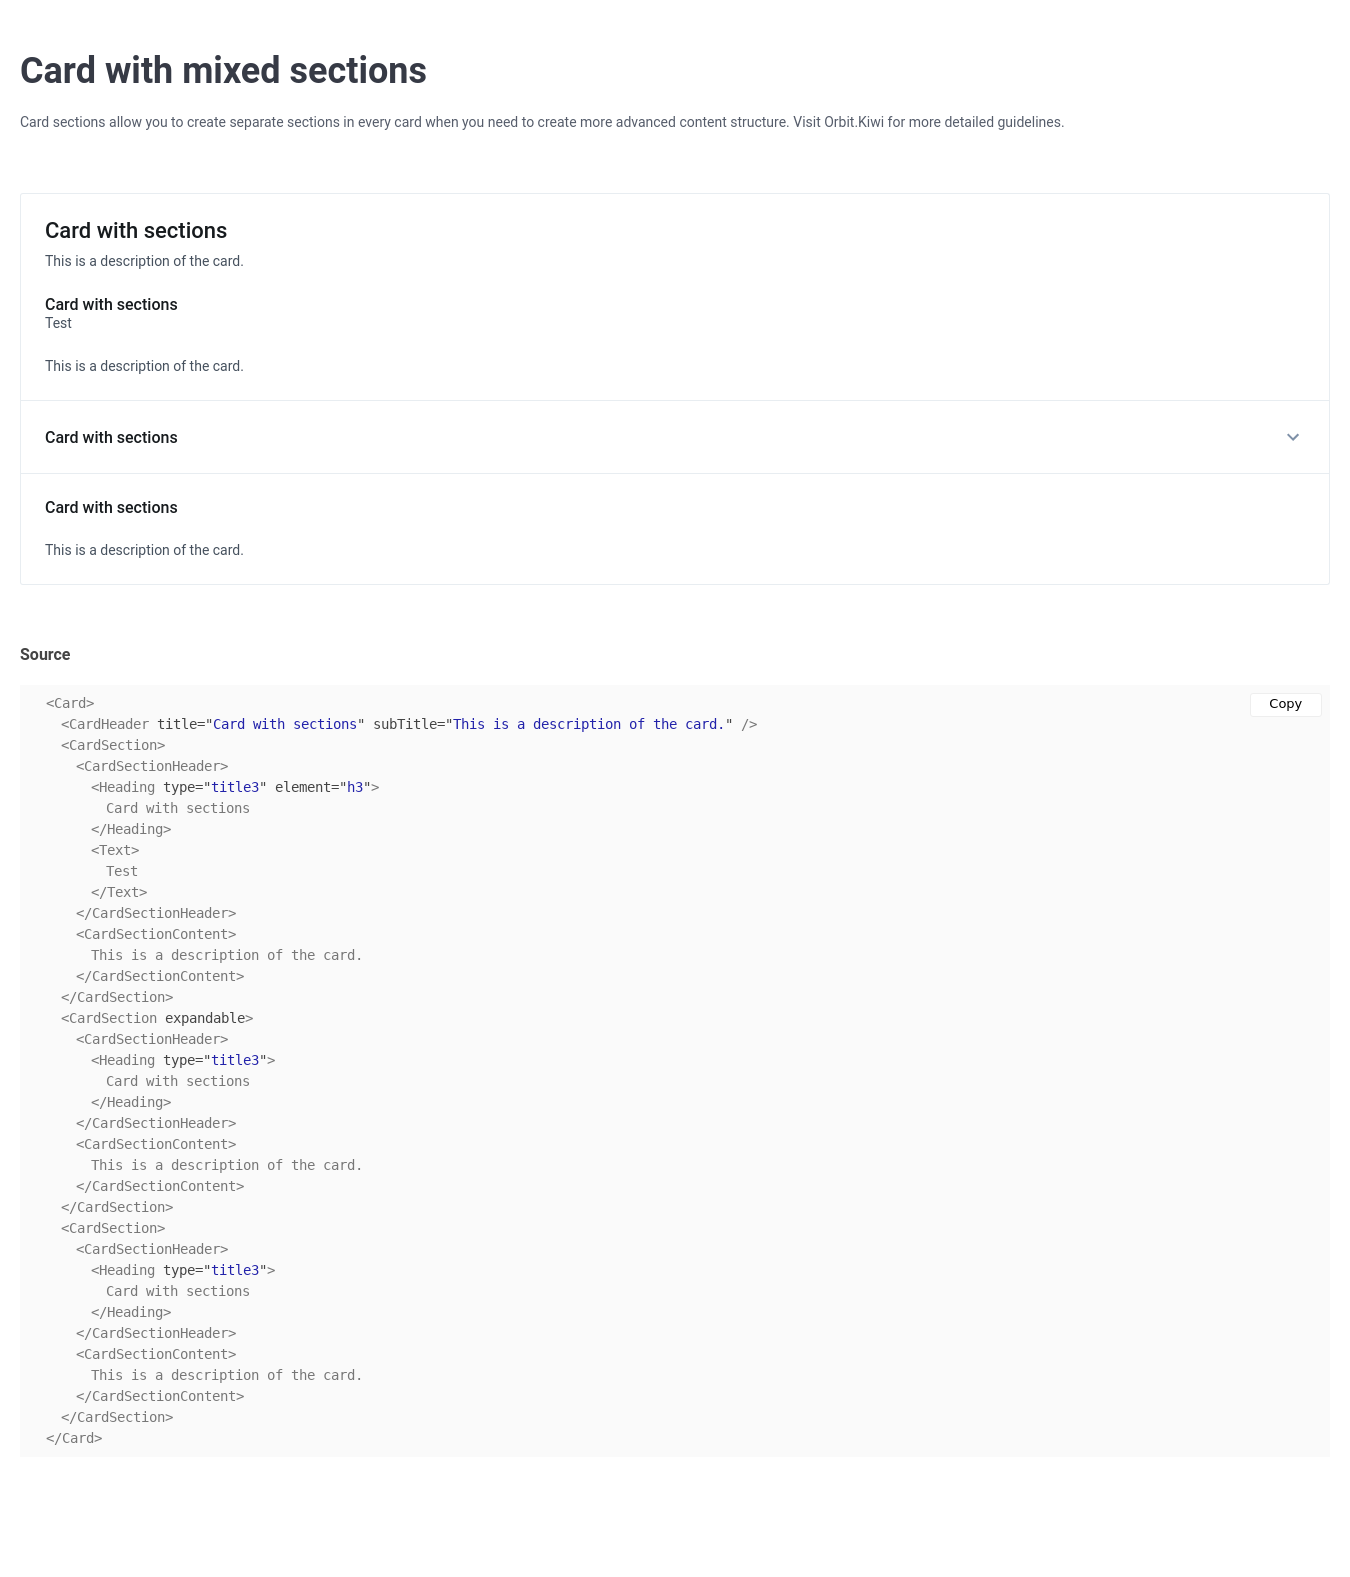 Card with mixed sections
Card sections allow you to create separate sections in every card when you need to create more advanced content structure. Visit Orbit.Kiwi for more detailed guidelines.
Card with sections
This is a description of the card.
Card with sections
Test
This is a description of the card.
Card with sections
Card with sections
This is a description of the card.
Source
Copy
<Card>
<CardHeader title="Card with sections" subTitle="This is a description of the card." />
<CardSection>
<CardSectionHeader>
<Heading type="title3" element="h3">
Card with sections
</Heading>
<Text>
Test
</Text>
</CardSectionHeader>
<CardSectionContent>
This is a description of the card.
</CardSectionContent>
</CardSection>
<CardSection expandable>
<CardSectionHeader>
<Heading type="title3">
Card with sections
</Heading>
</CardSectionHeader>
<CardSectionContent>
This is a description of the card.
</CardSectionContent>
</CardSection>
<CardSection>
<CardSectionHeader>
<Heading type="title3">
Card with sections
</Heading>
</CardSectionHeader>
<CardSectionContent>
This is a description of the card.
</CardSectionContent>
</CardSection>
</Card>